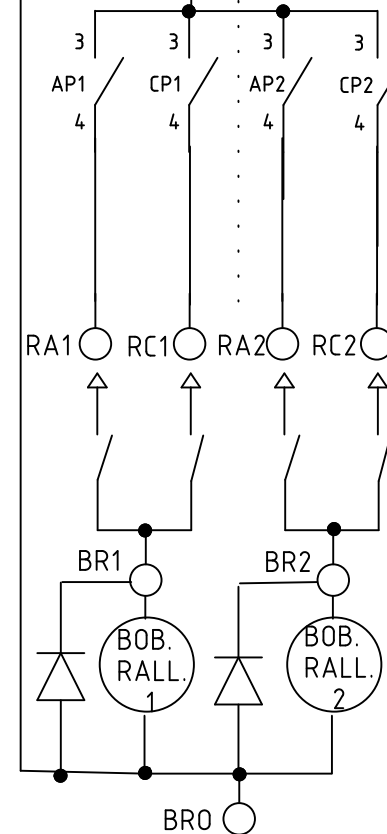 3 3 3 3
AP1 CP1 AP2 CP2
4 4 4 4
RA1 RC1 RA2 RC2
BR1 BR2
BOB. BOB.
RALL. RALL.
1 2
BR0